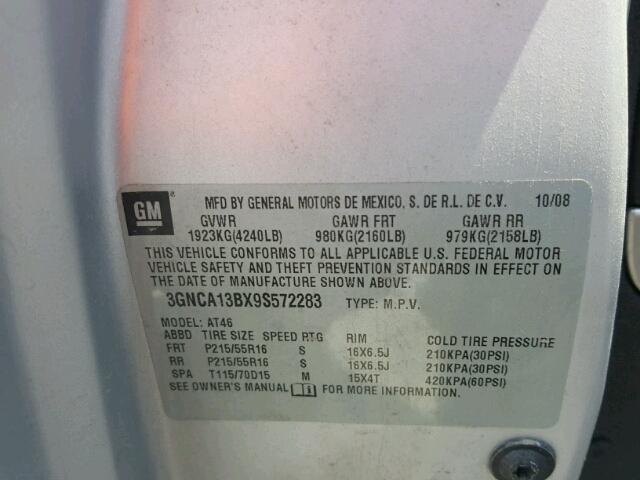 GM
MFD BY GENERAL MOTORS DE MEXICO, S. DE R.L. DE C.V. 10/08
GVWR GAWR FRT GAWR RR
1923KG(4240LB) 980KG(2160LB) 979KG(2158LB)
THIS VEHICLE CONFORMS TO ALL APPLICABLE U.S. FEDERAL MOTOR
VEHICLE SAFETY AND THEFT PREVENTION STANDARDS IN EFFECT ON
THE DATE OF MANUFACTURE SHOWN ABOVE.
3GNCA13BX9S572283 TYPE: M.P.V.
MODEL: AT46
ABBD TIRE SIZE SPEED RTG RIM COLD TIRE PRESSURE
FRT P215/55R16 S 16X6.5J 210KPA(30PSI)
RR P215/55R16 S 16X6.5J 210KPA(30PSI)
SPA T115/70D15 M 15X4T 420KPA(60PSI)
SEE OWNER'S MANUAL FOR MORE INFORMATION.